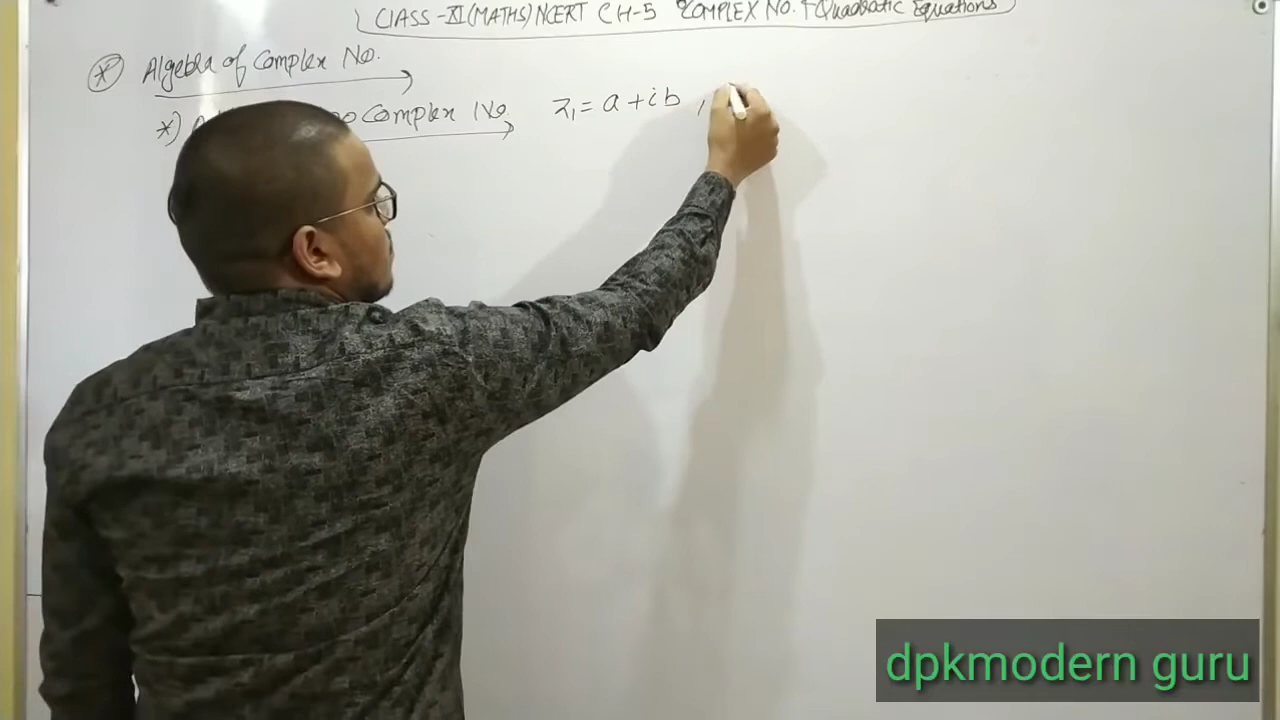 CLASS-XI (MATHS) NCERT CH-5 COMPLEX NO. & Quadratic Equations
* Algebra of Complex No.
*) Complex No. z₁ = a + ib ,
dpkmodern guru